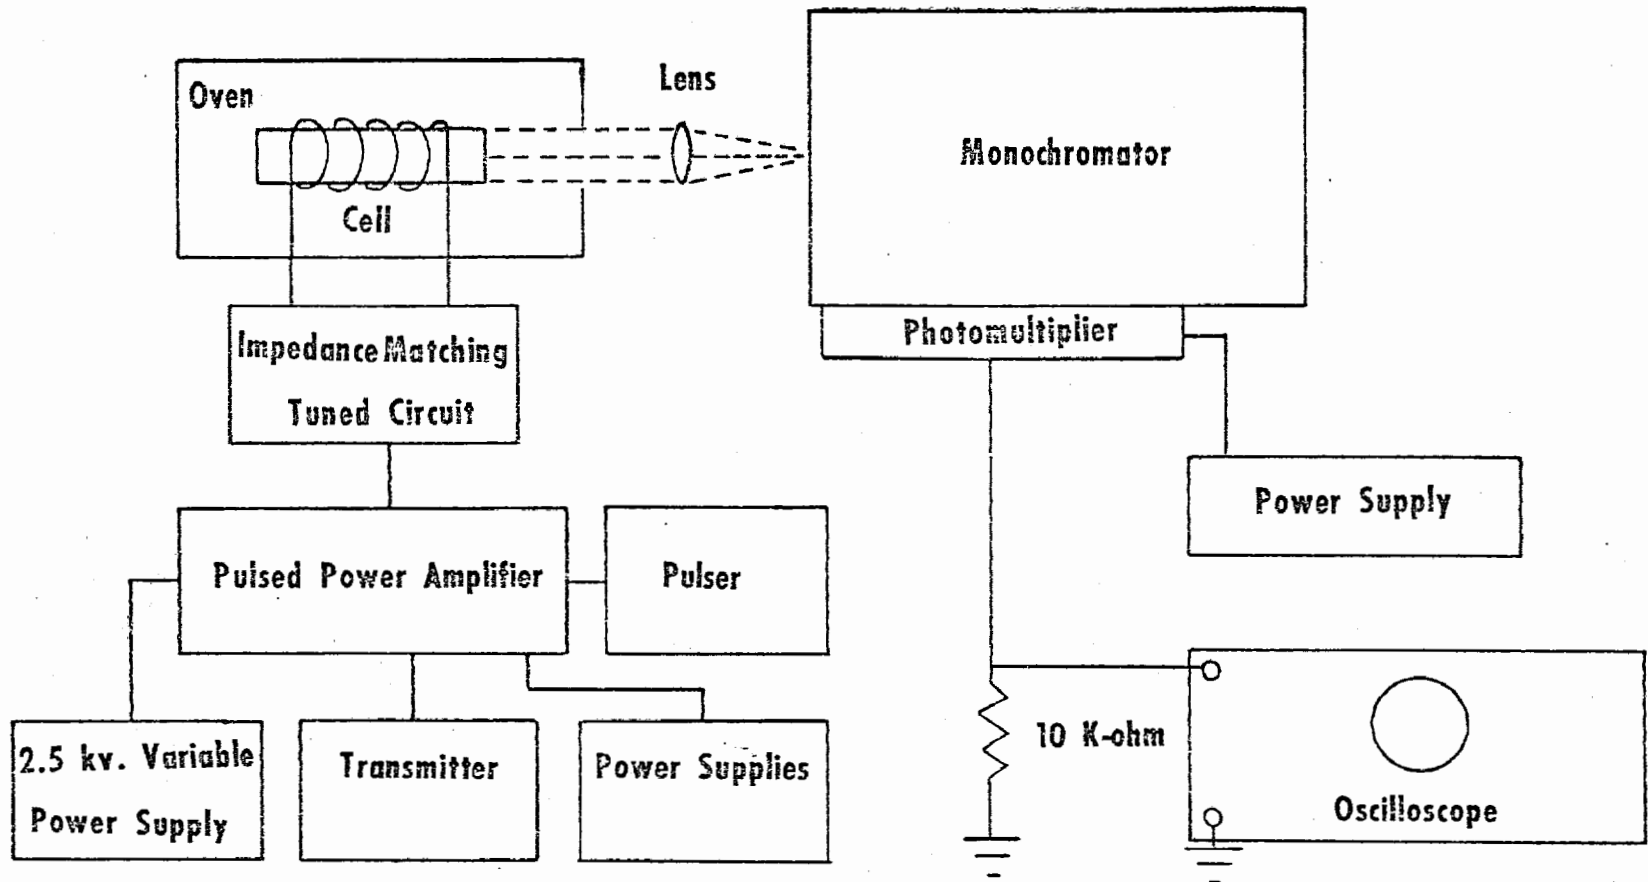 Oven
Lens
Monochromator
Cell
Photomultiplier
Impedance Matching
Tuned Circuit
Power Supply
Pulsed Power Amplifier
Pulser
2.5 kv. Variable
Power Supply
Transmitter
Power Supplies
10 K-ohm
Oscilloscope